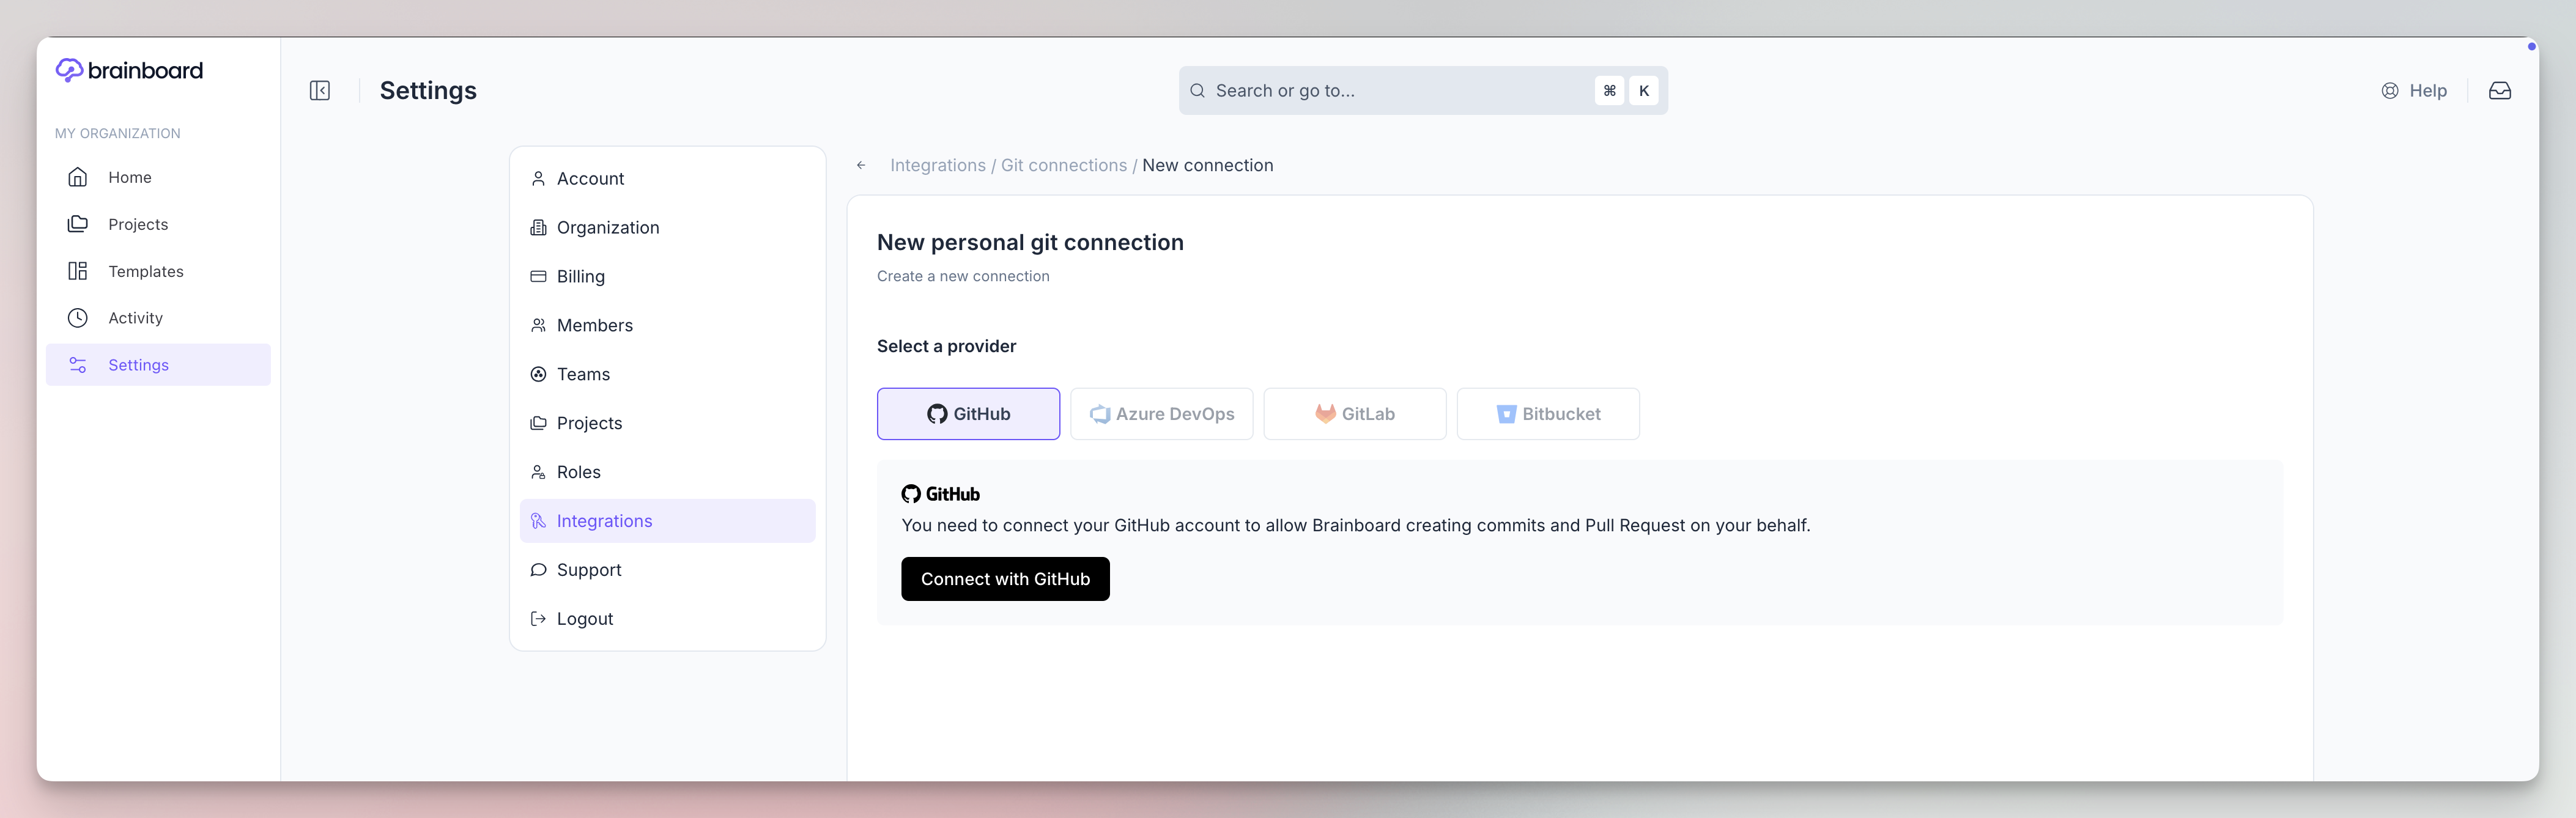 brainboard
MY ORGANIZATION
Home
Projects
Templates
Activity
Settings
Settings
Search or go to...
⌘ K
Help
Account
Organization
Billing
Members
Teams
Projects
Roles
Integrations
Support
Logout
Integrations / Git connections / New connection
New personal git connection
Create a new connection
Select a provider
GitHub
Azure DevOps
GitLab
Bitbucket
GitHub
You need to connect your GitHub account to allow Brainboard creating commits and Pull Request on your behalf.
Connect with GitHub